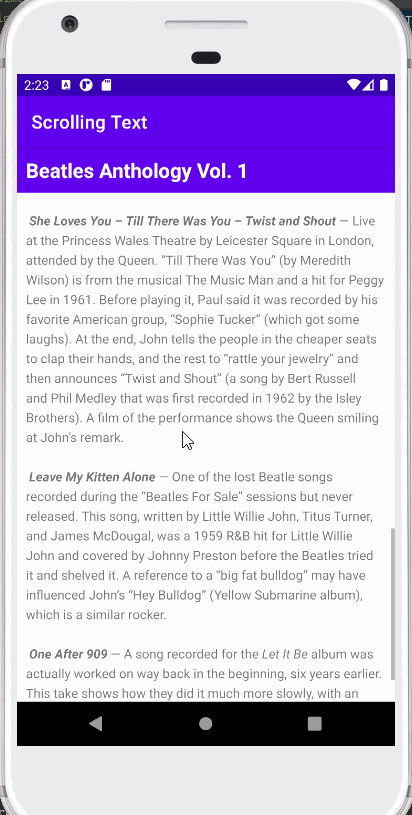 2:23
Scrolling Text
Beatles Anthology Vol. 1
She Loves You – Till There Was You – Twist and Shout — Live
at the Princess Wales Theatre by Leicester Square in London,
attended by the Queen. “Till There Was You” (by Meredith
Wilson) is from the musical The Music Man and a hit for Peggy
Lee in 1961. Before playing it, Paul said it was recorded by his
favorite American group, “Sophie Tucker” (which got some
laughs). At the end, John tells the people in the cheaper seats
to clap their hands, and the rest to “rattle your jewelry” and
then announces “Twist and Shout” (a song by Bert Russell
and Phil Medley that was first recorded in 1962 by the Isley
Brothers). A film of the performance shows the Queen smiling
at John’s remark.
Leave My Kitten Alone — One of the lost Beatle songs
recorded during the “Beatles For Sale” sessions but never
released. This song, written by Little Willie John, Titus Turner,
and James McDougal, was a 1959 R&B hit for Little Willie
John and covered by Johnny Preston before the Beatles tried
it and shelved it. A reference to a “big fat bulldog” may have
influenced John’s “Hey Bulldog” (Yellow Submarine album),
which is a similar rocker.
One After 909 — A song recorded for the Let It Be album was
actually worked on way back in the beginning, six years earlier.
This take shows how they did it much more slowly, with an